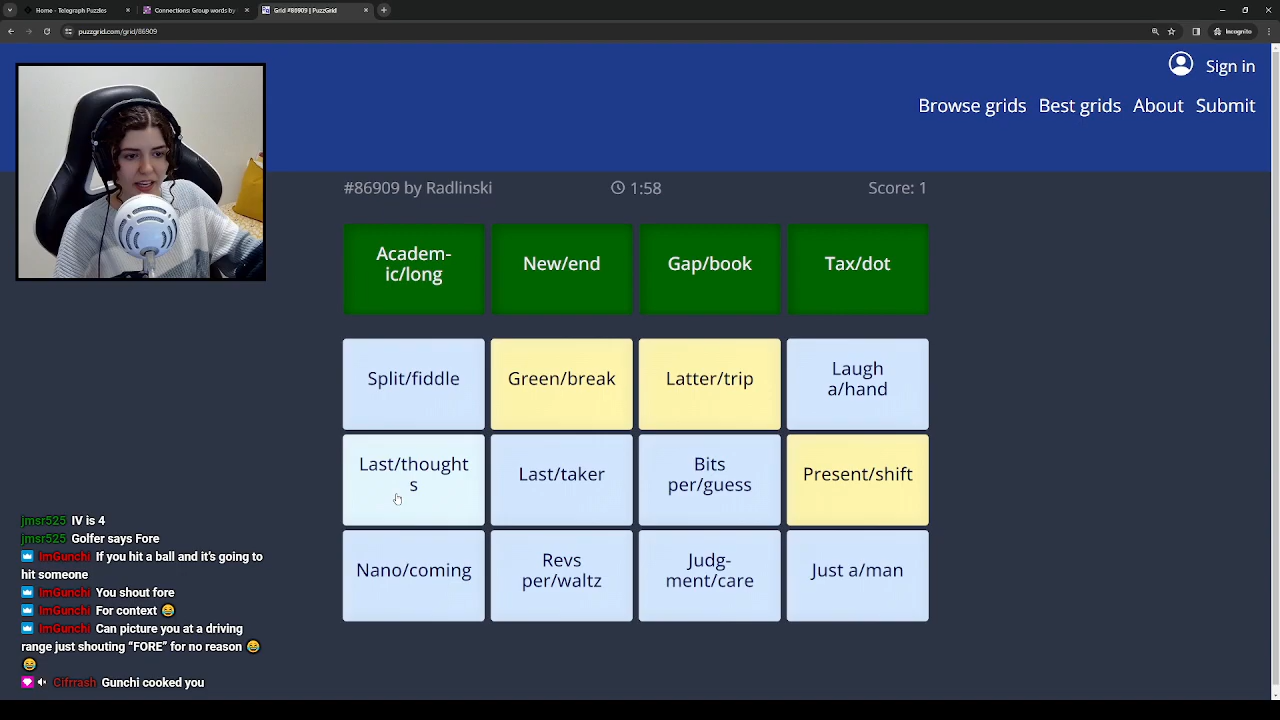 Home - Telegraph Puzzles
Connections: Group words by
Grid #86909 | PuzzGrid
puzzgrid.com/grid/86909
Incognito
Sign in
Browse grids
Best grids
About
Submit
#86909 by Radlinski
1:58
Score: 1
Academ-
ic/long
New/end
Gap/book
Tax/dot
Split/fiddle
Green/break
Latter/trip
Laugh
a/hand
Last/thought
s
Last/taker
Bits
per/guess
Present/shift
Nano/coming
Revs
per/waltz
Judg-
ment/care
Just a/man
jmsr525 IV is 4
jmsr525 Golfer says Fore
ImGunchi If you hit a ball and it's going to
hit someone
ImGunchi You shout fore
ImGunchi For context 😂
ImGunchi Can picture you at a driving
range just shouting “FORE” for no reason 😂
😂
Cifrrash Gunchi cooked you